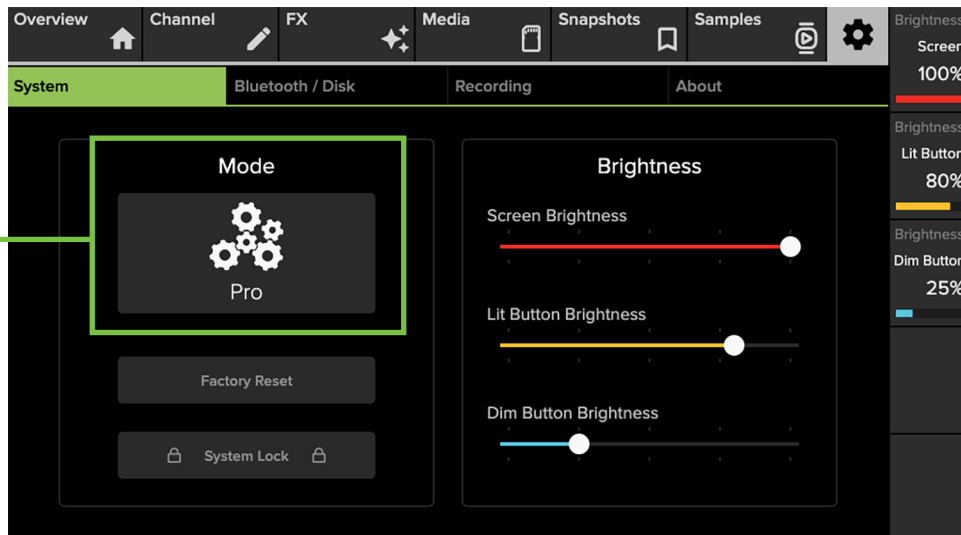 Overview
Channel
FX
Media
Snapshots
Samples
System
Bluetooth / Disk
Recording
About
Mode
Pro
Factory Reset
System Lock
Brightness
Screen Brightness
Lit Button Brightness
Dim Button Brightness
Brightness
Screen
100%
Brightness
Lit Button
80%
Brightness
Dim Button
25%